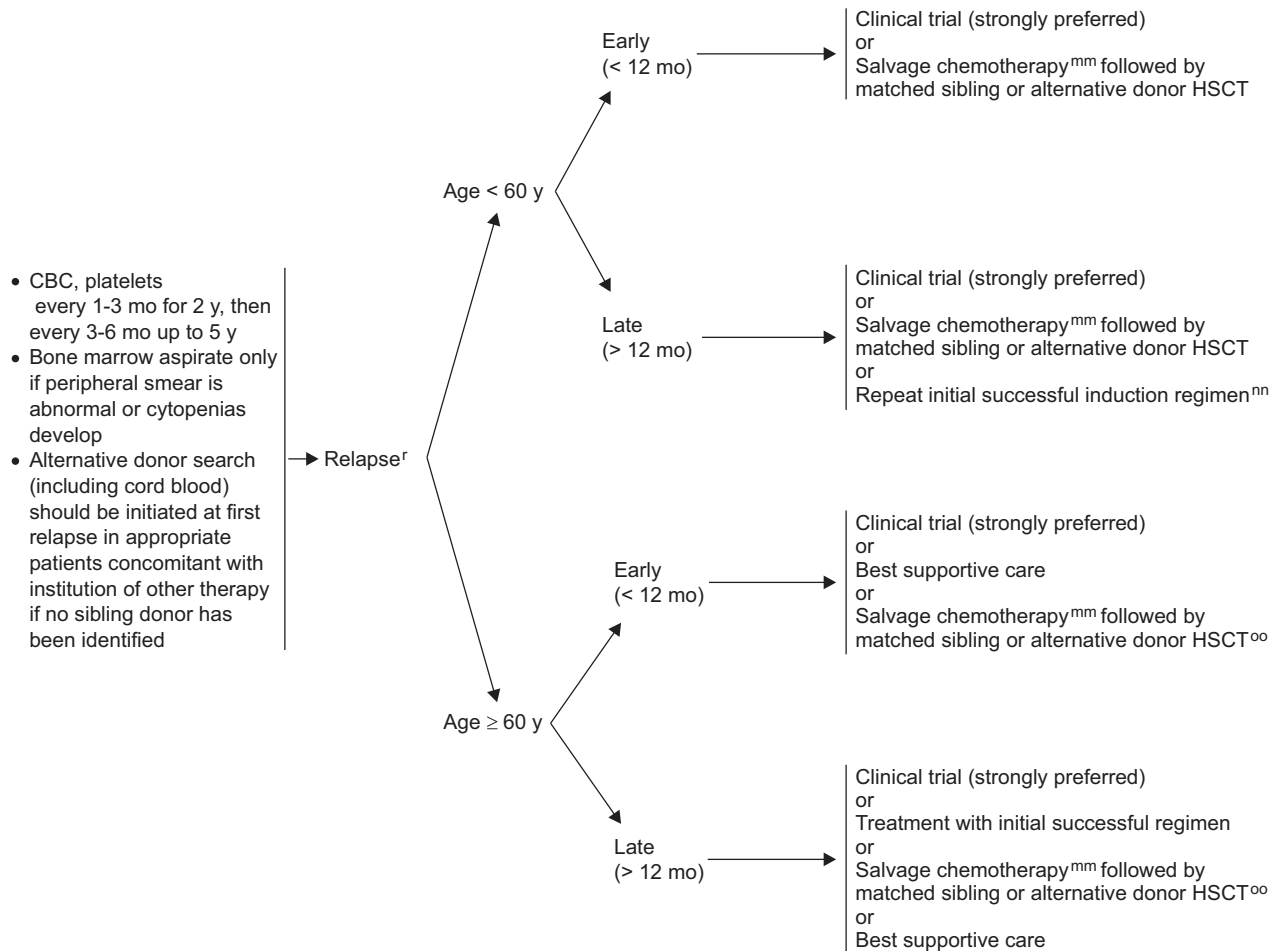 • CBC, platelets
every 1-3 mo for 2 y, then
every 3-6 mo up to 5 y
• Bone marrow aspirate only
if peripheral smear is
abnormal or cytopenias
develop
• Alternative donor search
(including cord blood)
should be initiated at first
relapse in appropriate
patients concomitant with
institution of other therapy
if no sibling donor has
been identified
Relapse^r
Age < 60 y
Early
(< 12 mo)
Clinical trial (strongly preferred)
or
Salvage chemotherapy^mm followed by
matched sibling or alternative donor HSCT
Late
(> 12 mo)
Clinical trial (strongly preferred)
or
Salvage chemotherapy^mm followed by
matched sibling or alternative donor HSCT
or
Repeat initial successful induction regimen^nn
Age ≥ 60 y
Early
(< 12 mo)
Clinical trial (strongly preferred)
or
Best supportive care
or
Salvage chemotherapy^mm followed by
matched sibling or alternative donor HSCT^oo
Late
(> 12 mo)
Clinical trial (strongly preferred)
or
Treatment with initial successful regimen
or
Salvage chemotherapy^mm followed by
matched sibling or alternative donor HSCT^oo
or
Best supportive care